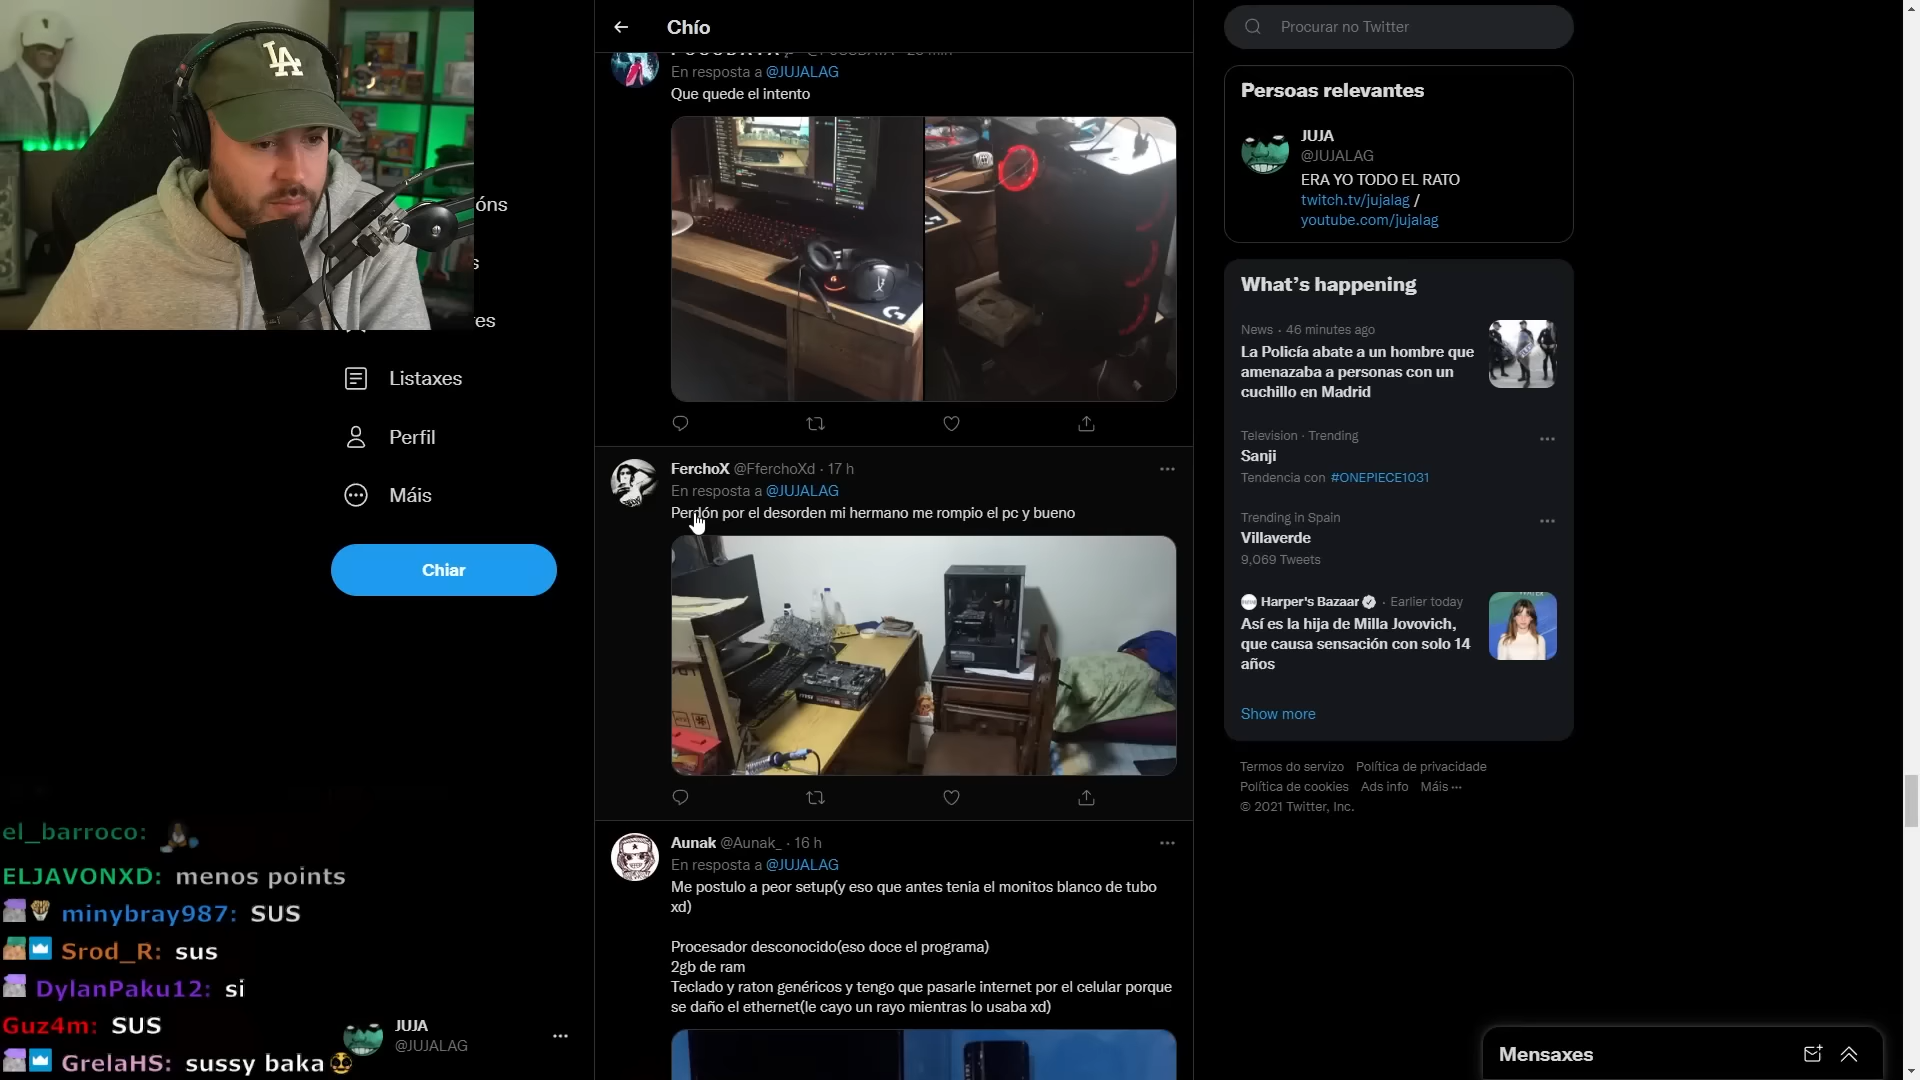 LA
óns
s
es
Listaxes
Perfil
Máis
Chiar
el_barroco:
ELJAVONXD: menos points
minybray987: SUS
Srod_R: sus
DylanPaku12: si
Guz4m: SUS
GrelaHS: sussy baka
JUJA
@JUJALAG
Chío
En resposta a @JUJALAG
Que quede el intento
FerchoX @FferchoXd · 17 h
En resposta a @JUJALAG
Perdón por el desorden mi hermano me rompio el pc y bueno
Aunak @Aunak_ · 16 h
En resposta a @JUJALAG
Me postulo a peor setup(y eso que antes tenia el monitos blanco de tubo
xd)
Procesador desconocido(eso doce el programa)
2gb de ram
Teclado y raton genéricos y tengo que pasarle internet por el celular porque
se daño el ethernet(le cayo un rayo mientras lo usaba xd)
Procurar no Twitter
Persoas relevantes
JUJA
@JUJALAG
ERA YO TODO EL RATO
twitch.tv/jujalag /
youtube.com/jujalag
What's happening
News · 46 minutes ago
La Policía abate a un hombre que
amenazaba a personas con un
cuchillo en Madrid
Television · Trending
Sanji
Tendencia con #ONEPIECE1031
Trending in Spain
Villaverde
9,069 Tweets
Harper's Bazaar · Earlier today
Así es la hija de Milla Jovovich,
que causa sensación con solo 14
años
Show more
Termos do servizo Política de privacidade
Política de cookies Ads info Máis ···
© 2021 Twitter, Inc.
Mensaxes